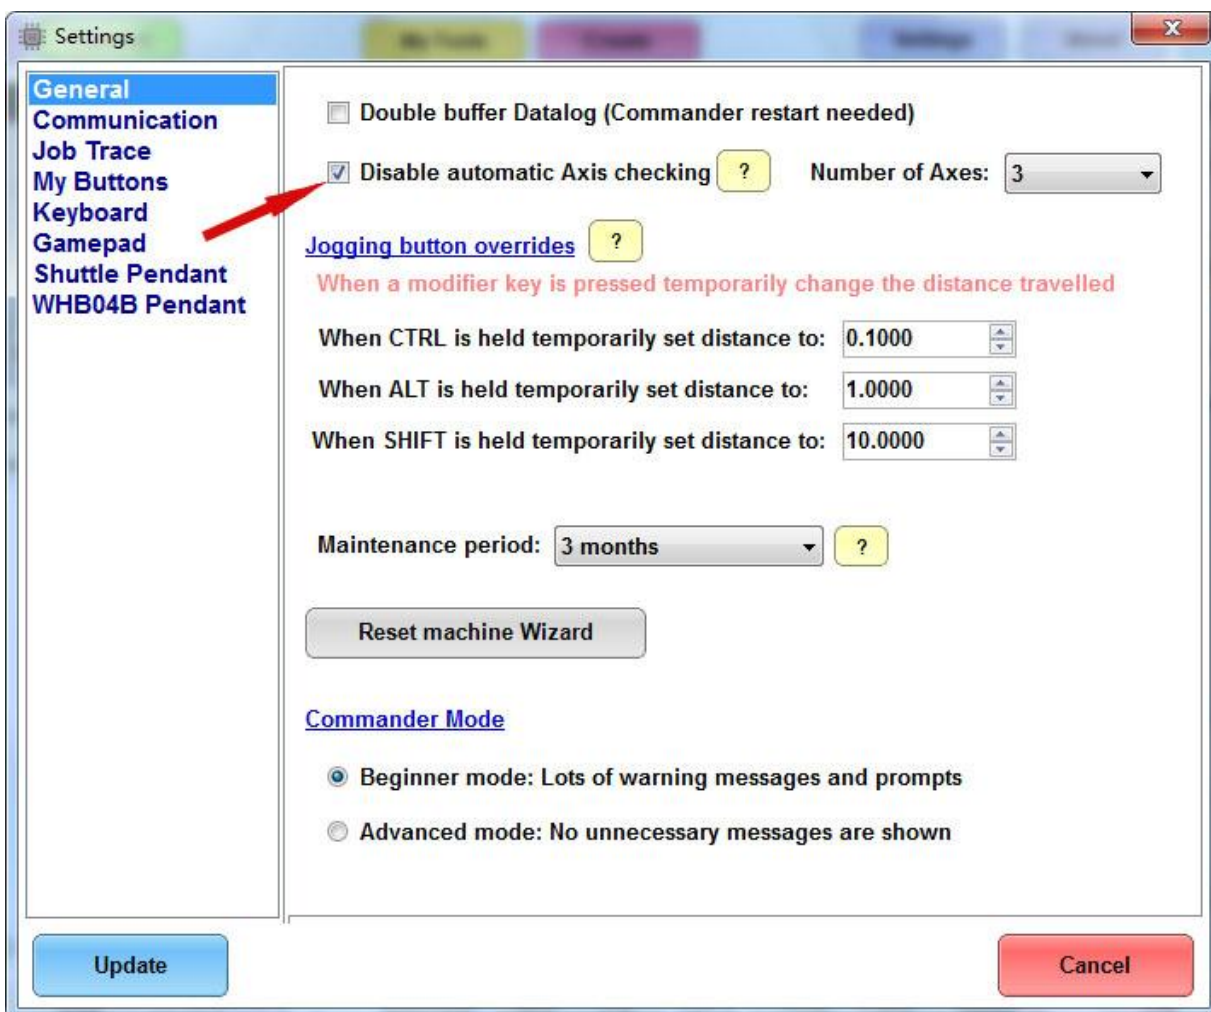 Settings
General
Communication
Job Trace
My Buttons
Keyboard
Gamepad
Shuttle Pendant
WHB04B Pendant
Double buffer Datalog (Commander restart needed)
Disable automatic Axis checking ? Number of Axes: 3
Jogging button overrides ?
When a modifier key is pressed temporarily change the distance travelled
When CTRL is held temporarily set distance to: 0.1000
When ALT is held temporarily set distance to: 1.0000
When SHIFT is held temporarily set distance to: 10.0000
Maintenance period: 3 months ?
Reset machine Wizard
Commander Mode
Beginner mode: Lots of warning messages and prompts
Advanced mode: No unnecessary messages are shown
Update
Cancel